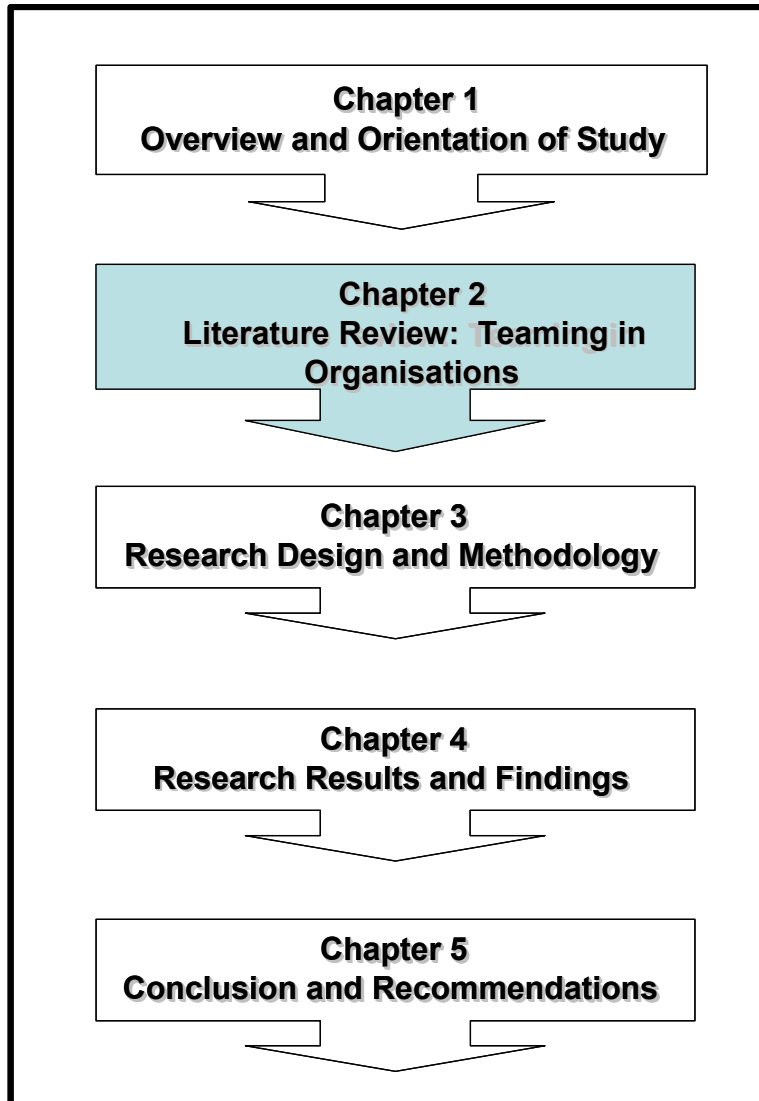 Chapter 1
Overview and Orientation of Study
Chapter 2
Literature Review:  Teaming in
Organisations
Chapter 3
Research Design and Methodology
Chapter 4
Research Results and Findings
Chapter 5
Conclusion and Recommendations